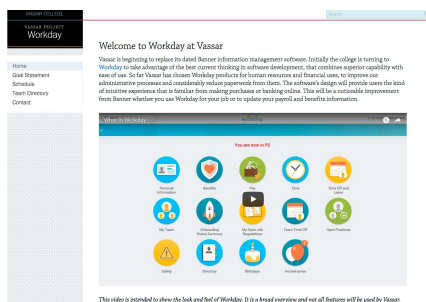 VASSAR COLLEGE
Search
VASSAR PROJECT
Workday
Home
Goal Statement
Schedule
Team Directory
Contact
Welcome to Workday at Vassar
Vassar is beginning to replace its dated Banner information management software. Initially the college is turning to
Workday to take advantage of the best current thinking in software development, that combines superior capability with
ease of use. So far Vassar has chosen Workday products for human resources and financial uses, to improve our
administrative processes and considerably reduce paperwork from them. The software's design will provide users the kind
of intuitive experience that is familiar from making purchases or banking online. This will be a noticeable improvement
from Banner whether you use Workday for your job or to update your payroll and benefits information.
What is Workday
workday
You are now in P2
Personal Information
Benefits
Pay
Time
Time Off and Leave
My Team
Onboarding Status Summary
My Open Job Requisitions
Team Time Off
Open Positions
Safety
Directory
Birthdays
Anniversaries
This video is intended to show the look and feel of Workday. It is a broad overview and not all features will be used by Vassar.